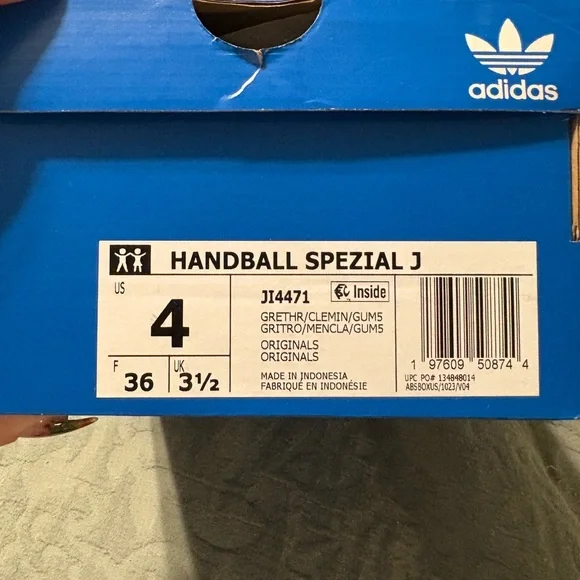 adidas
HANDBALL SPEZIAL J
US
4
F
36
UK
3½
JI4471
Inside
GRETHR/CLEMIN/GUM5
GRITRO/MENCLA/GUM5
ORIGINALS
ORIGINALS
MADE IN INDONESIA
FABRIQUÉ EN INDONÉSIE
1 97609 50874 4
UPC PO# 134848014
ABSBOXUS/1023/V04